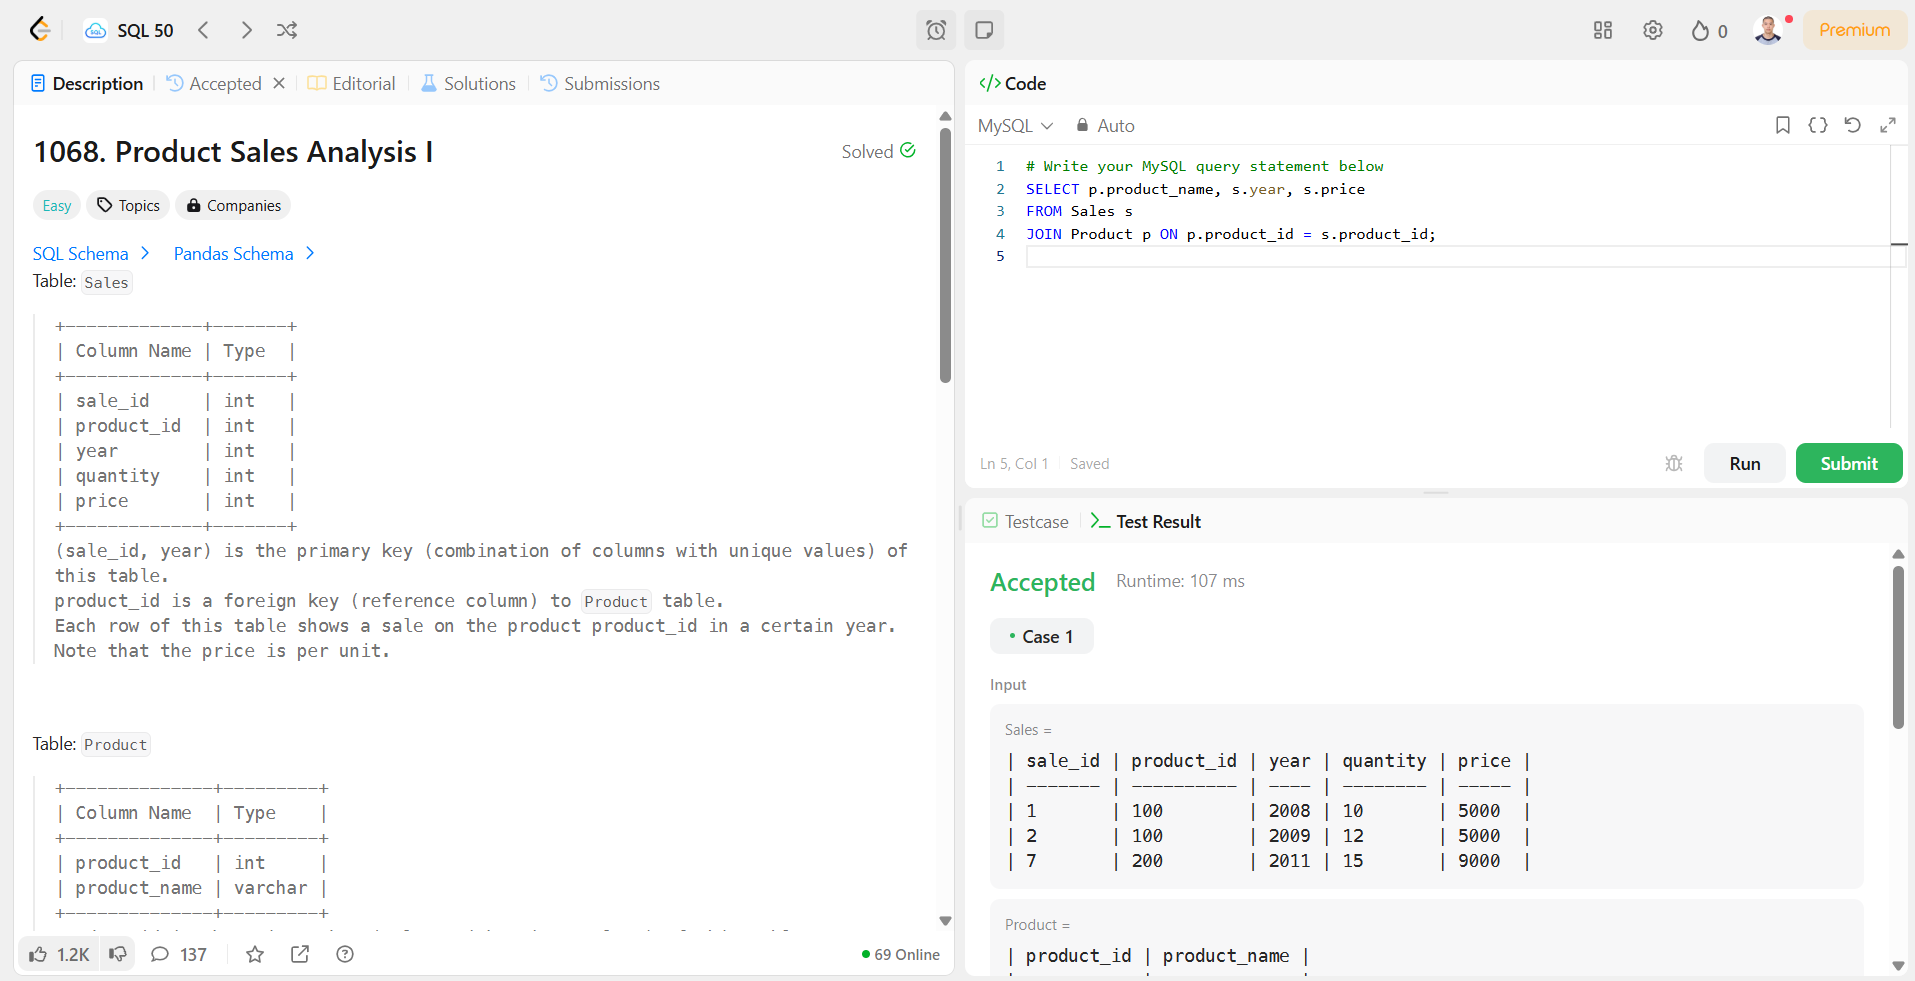 SQL 50
0
Premium
Description
Accepted
Editorial
Solutions
Submissions
1068. Product Sales Analysis I
Solved
Easy
Topics
Companies
SQL Schema
Pandas Schema
Table: Sales
+-------------+-------+
| Column Name | Type  |
+-------------+-------+
| sale_id     | int   |
| product_id  | int   |
| year        | int   |
| quantity    | int   |
| price       | int   |
+-------------+-------+
(sale_id, year) is the primary key (combination of columns with unique values) of
this table.
product_id is a foreign key (reference column) to Product table.
Each row of this table shows a sale on the product product_id in a certain year.
Note that the price is per unit.
Table: Product
+--------------+---------+
| Column Name  | Type    |
+--------------+---------+
| product_id   | int     |
| product_name | varchar |
+--------------+---------+
1.2K
137
69 Online
</> Code
MySQL
Auto
1 # Write your MySQL query statement below
2 SELECT p.product_name, s.year, s.price
3 FROM Sales s
4 JOIN Product p ON p.product_id = s.product_id;
5
Ln 5, Col 1
Saved
Run
Submit
Testcase
Test Result
Accepted
Runtime: 107 ms
Case 1
Input
Sales =
| sale_id | product_id | year | quantity | price |
| ------- | ---------- | ---- | -------- | ----- |
| 1       | 100        | 2008 | 10       | 5000  |
| 2       | 100        | 2009 | 12       | 5000  |
| 7       | 200        | 2011 | 15       | 9000  |
Product =
| product_id | product_name |